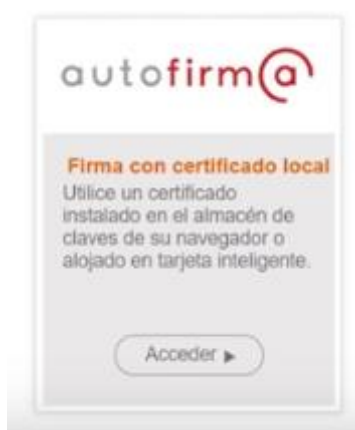 autofirm@
Firma con certificado local
Utilice un certificado
instalado en el almacén de
claves de su navegador o
alojado en tarjeta inteligente.
Acceder ▶